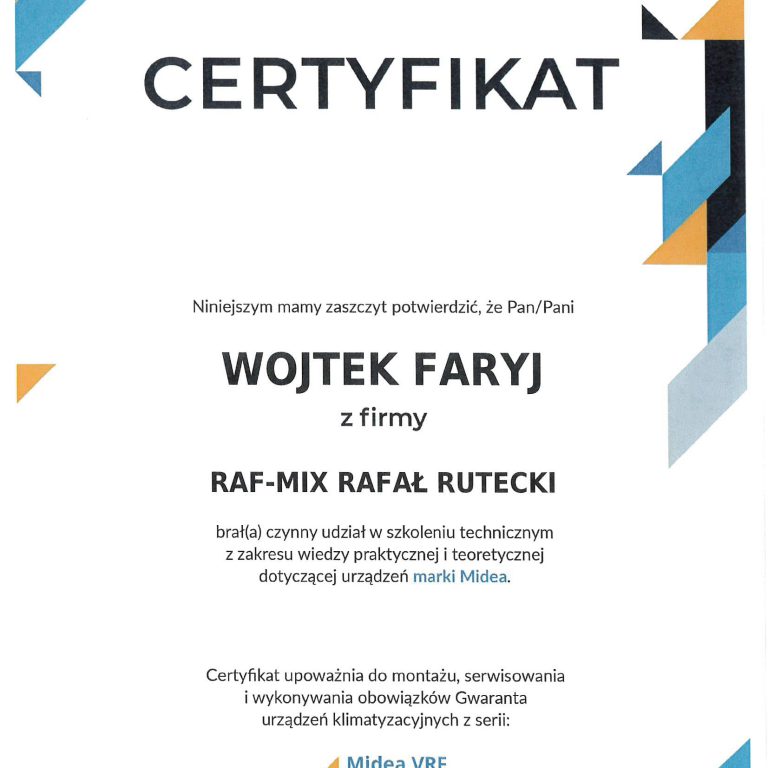 CERTYFIKAT
Niniejszym mamy zaszczyt potwierdzić, że Pan/Pani
WOJTEK FARYJ
z firmy
RAF-MIX RAFAŁ RUTECKI
brał(a) czynny udział w szkoleniu technicznym
z zakresu wiedzy praktycznej i teoretycznej
dotyczącej urządzeń marki Midea.
Certyfikat upoważnia do montażu, serwisowania
i wykonywania obowiązków Gwaranta
urządzeń klimatyzacyjnych z serii:
Midea VRF